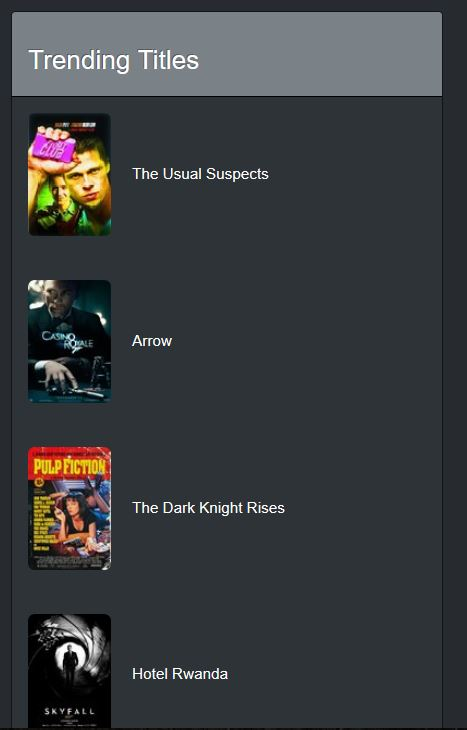 Trending Titles
FIGHT
CLUB
The Usual Suspects
CASINO
ROYALE
Arrow
PULP FICTION
The Dark Knight Rises
SKYFALL
Hotel Rwanda